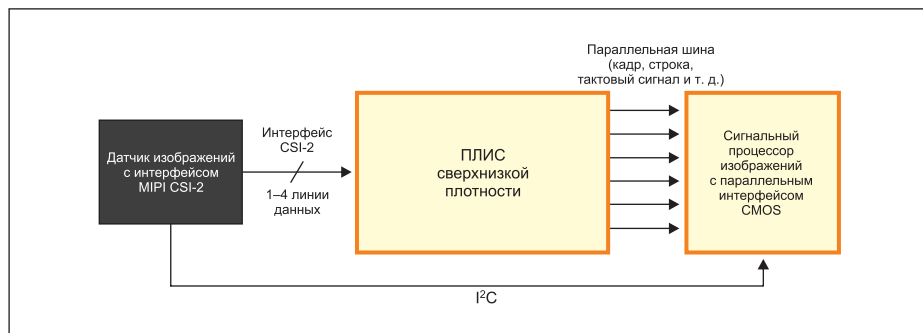 Параллельная шина
(кадр, строка,
тактовый сигнал и т. д.)
Датчик изображений
с интерфейсом
MIPI CSI-2
Интерфейс
CSI-2
1–4 линии
данных
ПЛИС
сверхнизкой
плотности
Сигнальный
процессор
изображений
с параллельным
интерфейсом
CMOS
I²C